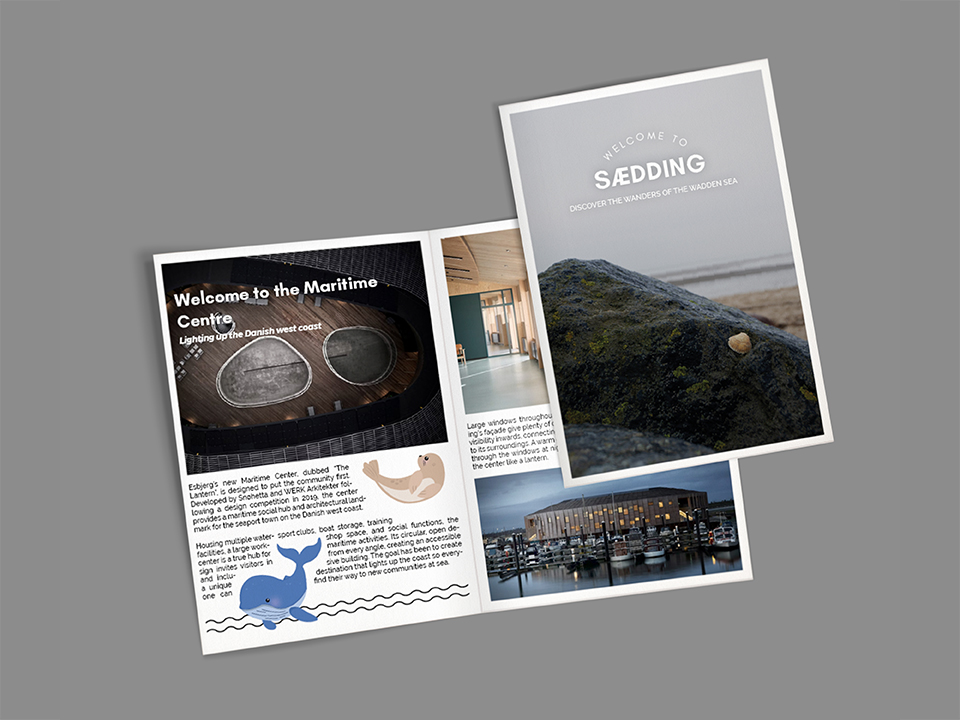 WELCOME TO
SÆDDING
DISCOVER THE WANDERS OF THE WADDEN SEA
Welcome to the Maritime
Centre
Lighting up the Danish west coast
Esbjerg's new Maritime Center, dubbed "The
Lantern", is designed to put the community first.
Developed by Snøhetta and WERK Arkitekter fol-
lowing a design competition in 2019, the center
provides a maritime social hub and architectural land-
mark for the seaport town on the Danish west coast.
Housing multiple water- sport clubs, boat storage, training
facilities, a large work- shop space, and social functions, the
center is a true hub for maritime activities. Its circular, open de-
sign invites visitors in from every angle, creating an accessible
and inclu- sive building. The goal has been to create
a unique destination that lights up the coast so every-
one can find their way to new communities at sea.
Large windows throughou
ing's façade give plenty of
visibility inwards, connectin
to its surroundings. A warm
through the windows at ni
the center like a lantern.